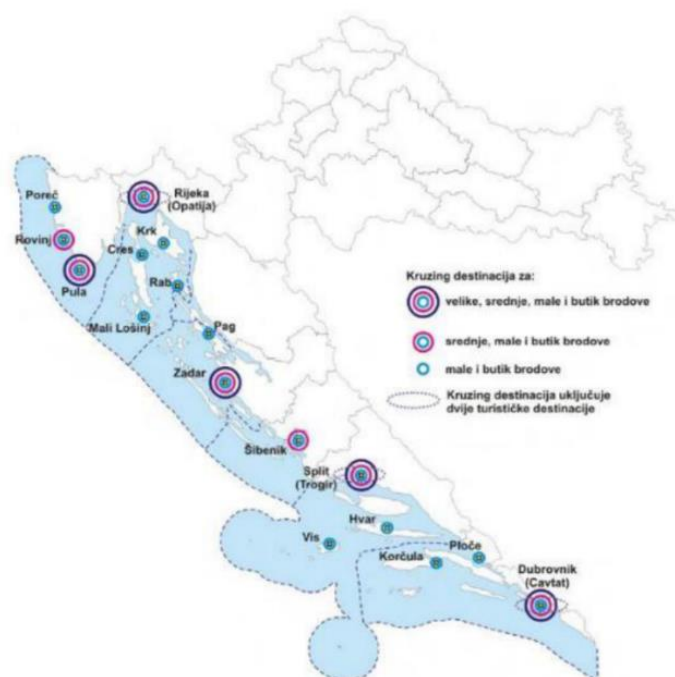 Poreč
Rijeka
(Opatija)
Krk
Rovinj
Cres
Pula
Rab
Mali Lošinj
Pag
Zadar
Šibenik
Split
(Trogir)
Hvar
Vis
Korčula
Ploče
Dubrovnik
(Cavtat)
Kruzing destinacija za:
velike, srednje, male i butik brodove
srednje, male i butik brodove
male i butik brodove
Kruzing destinacija uključuje
dvije turističke destinacije